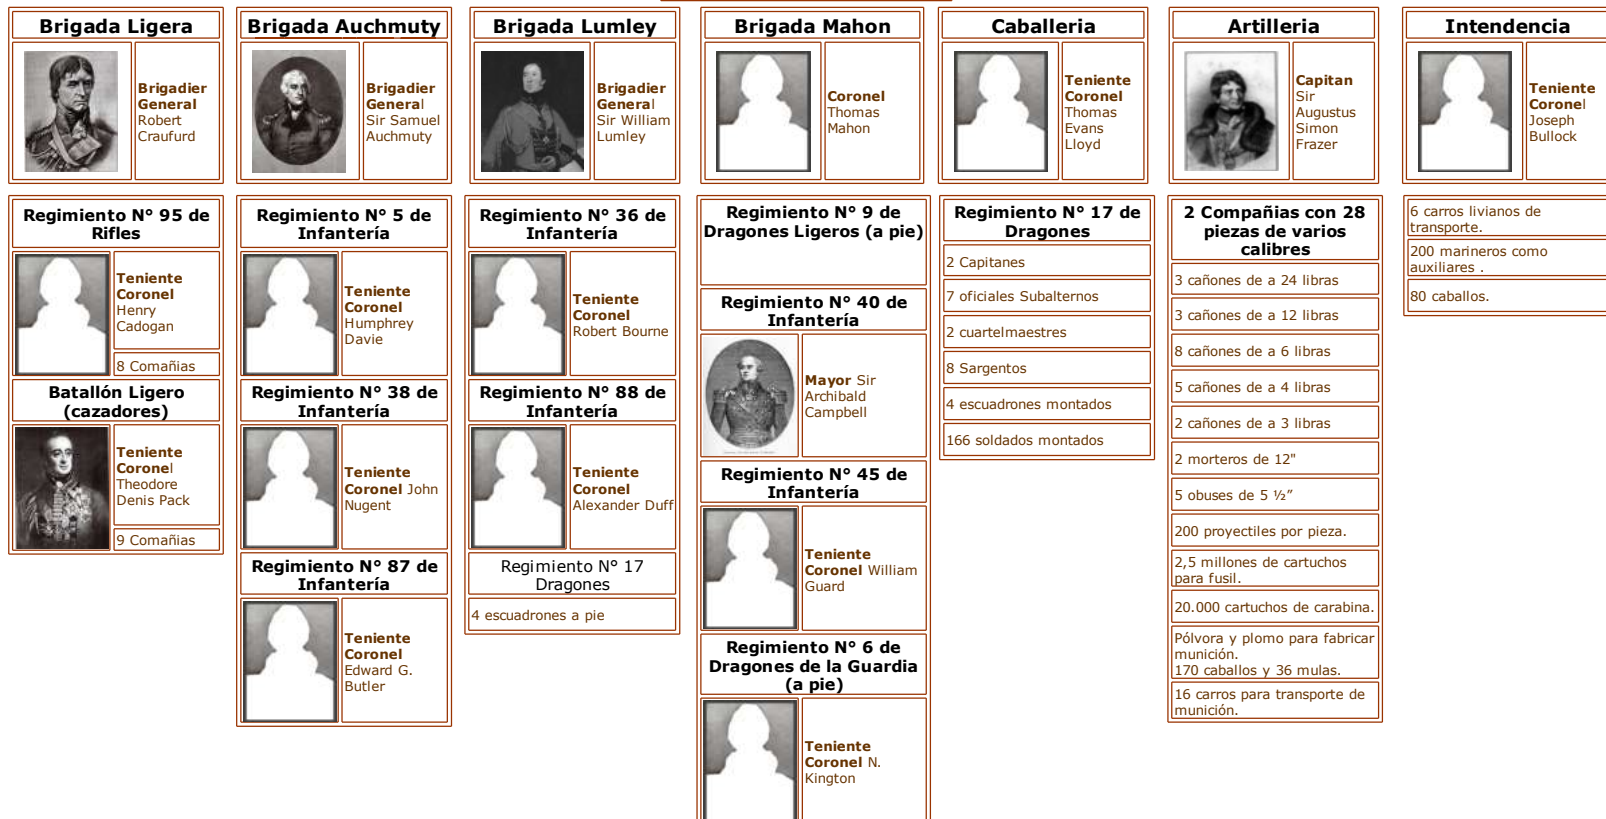 Brigada Ligera
Brigadier
General
Robert
Craufurd
Regimiento N° 95 de
Rifles
Teniente
Coronel
Henry
Cadogan
8 Comañias
Batallón Ligero
(cazadores)
Teniente
Coronel
Theodore
Denis Pack
9 Comañias
Brigada Auchmuty
Brigadier
General
Sir Samuel
Auchmuty
Regimiento N° 5 de
Infantería
Teniente
Coronel
Humphrey
Davie
Regimiento N° 38 de
Infantería
Teniente
Coronel John
Nugent
Regimiento N° 87 de
Infantería
Teniente
Coronel
Edward G.
Butler
Brigada Lumley
Brigadier
General
Sir William
Lumley
Regimiento N° 36 de
Infantería
Teniente
Coronel
Robert Bourne
Regimiento N° 88 de
Infantería
Teniente
Coronel
Alexander Duff
Regimiento N° 17
Dragones
4 escuadrones a pie
Brigada Mahon
Coronel
Thomas
Mahon
Regimiento N° 9 de
Dragones Ligeros (a pie)
Regimiento N° 40 de
Infantería
Mayor Sir
Archibald
Campbell
Regimiento N° 45 de
Infantería
Teniente
Coronel William
Guard
Regimiento N° 6 de
Dragones de la Guardia
(a pie)
Teniente
Coronel N.
Kington
Caballeria
Teniente
Coronel
Thomas
Evans
Lloyd
Regimiento N° 17 de
Dragones
2 Capitanes
7 oficiales Subalternos
2 cuartelmaestres
8 Sargentos
4 escuadrones montados
166 soldados montados
Artilleria
Capitan
Sir
Augustus
Simon
Frazer
2 Compañias con 28
piezas de varios
calibres
3 cañones de a 24 libras
3 cañones de a 12 libras
8 cañones de a 6 libras
5 cañones de a 4 libras
2 cañones de a 3 libras
2 morteros de 12"
5 obuses de 5 ½”
200 proyectiles por pieza.
2,5 millones de cartuchos
para fusil.
20.000 cartuchos de carabina.
Pólvora y plomo para fabricar
munición.
170 caballos y 36 mulas.
16 carros para transporte de
munición.
Intendencia
Teniente
Coronel
Joseph
Bullock
6 carros livianos de
transporte.
200 marineros como
auxiliares .
80 caballos.